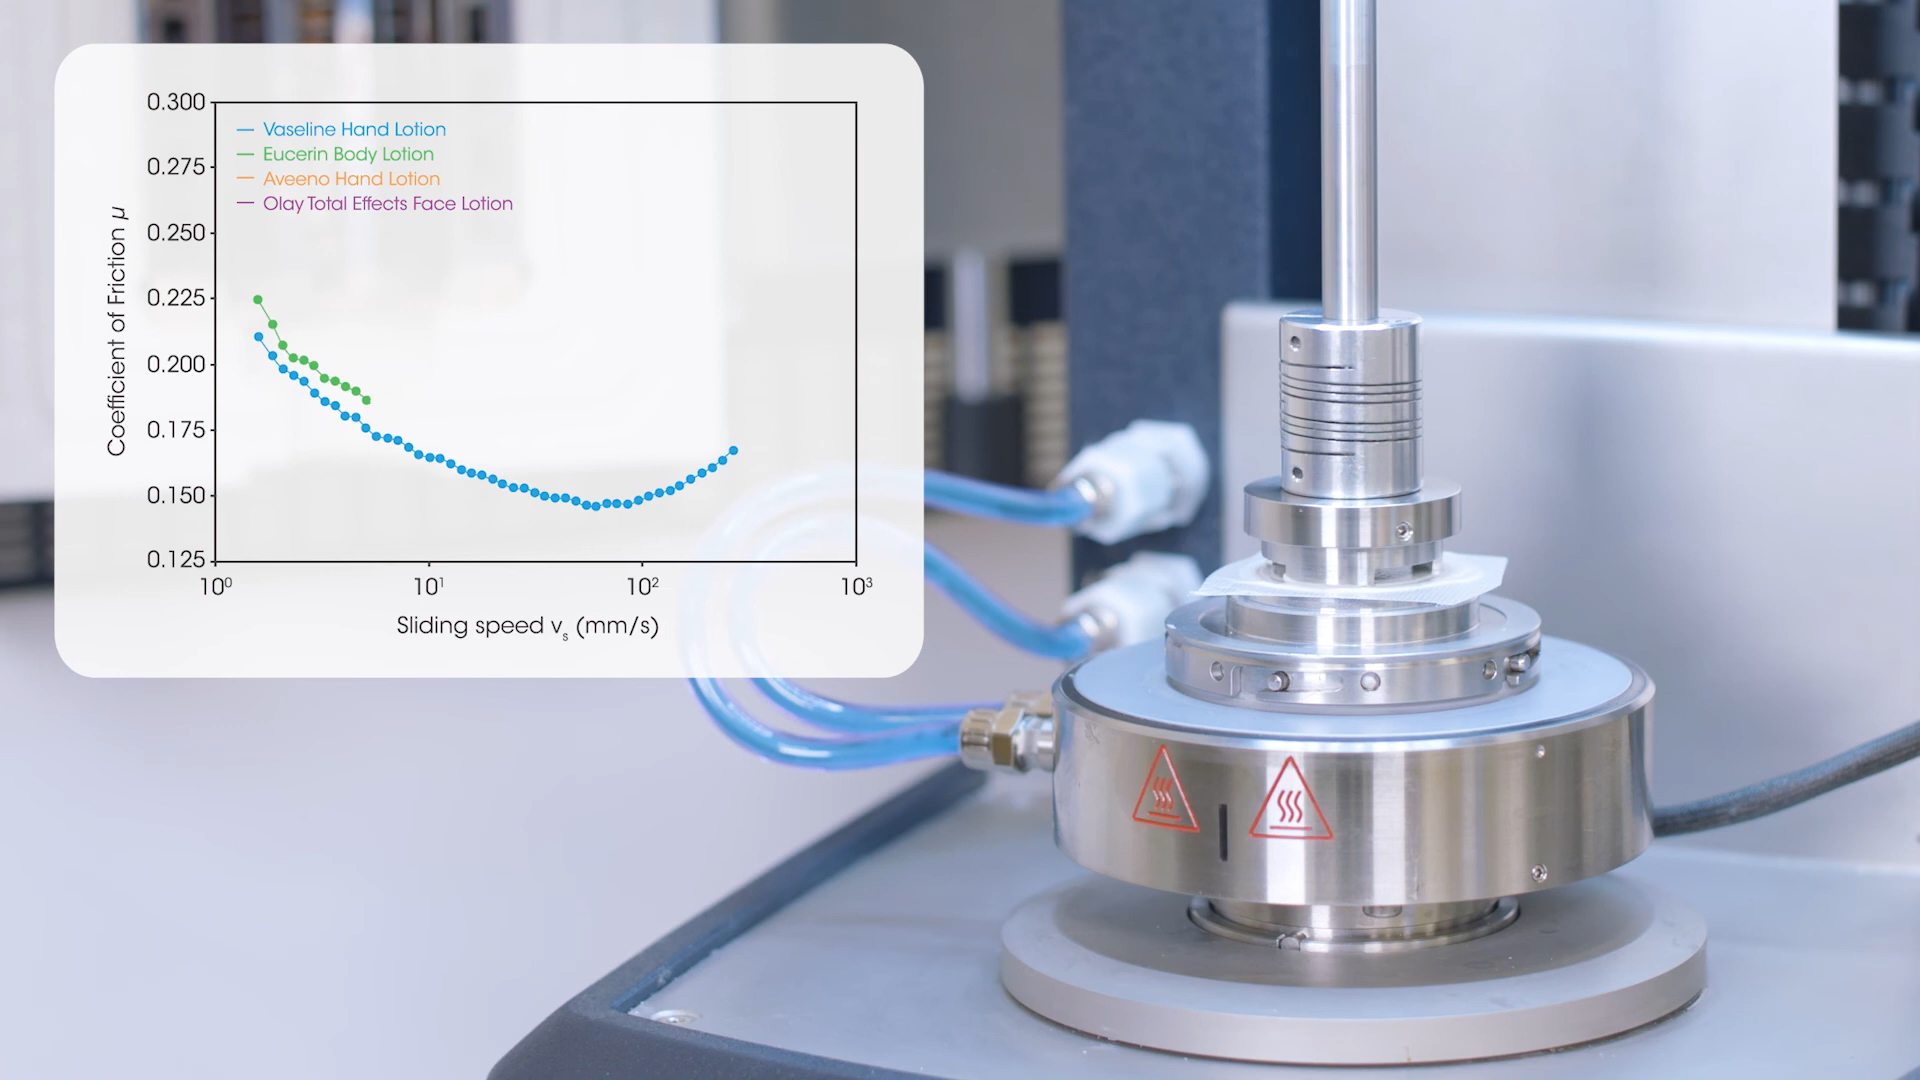 0.300
0.275
0.250
0.225
0.200
0.175
0.150
0.125
Coefficient of Friction μ
Vaseline Hand Lotion
Eucerin Body Lotion
Aveeno Hand Lotion
Olay Total Effects Face Lotion
10⁰ 10¹ 10² 10³
Sliding speed vₛ (mm/s)